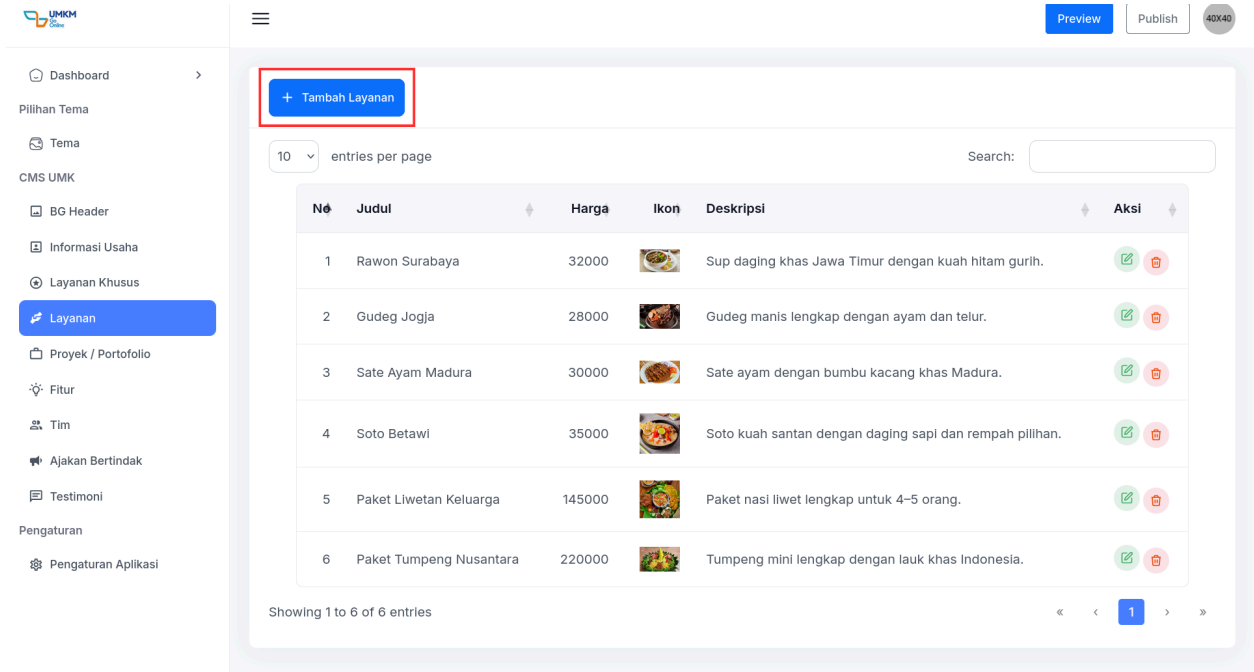 UMKM
Go
Online
Preview
Publish
40X40
Dashboard
Pilihan Tema
Tema
CMS UMK
BG Header
Informasi Usaha
Layanan Khusus
Layanan
Proyek / Portofolio
Fitur
Tim
Ajakan Bertindak
Testimoni
Pengaturan
Pengaturan Aplikasi
+ Tambah Layanan
10 entries per page
Search:
No Judul Harga Ikon Deskripsi Aksi
1 Rawon Surabaya 32000 Sup daging khas Jawa Timur dengan kuah hitam gurih.
2 Gudeg Jogja 28000 Gudeg manis lengkap dengan ayam dan telur.
3 Sate Ayam Madura 30000 Sate ayam dengan bumbu kacang khas Madura.
4 Soto Betawi 35000 Soto kuah santan dengan daging sapi dan rempah pilihan.
5 Paket Liwetan Keluarga 145000 Paket nasi liwet lengkap untuk 4–5 orang.
6 Paket Tumpeng Nusantara 220000 Tumpeng mini lengkap dengan lauk khas Indonesia.
Showing 1 to 6 of 6 entries
« ‹ 1 › »